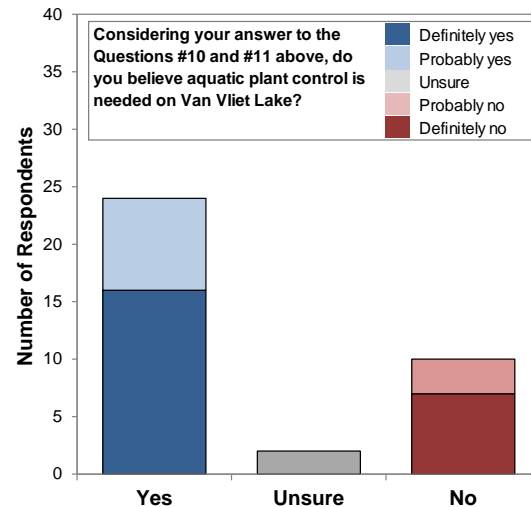 Considering your answer to the
Questions #10 and #11 above, do
you believe aquatic plant control is
needed on Van Vliet Lake?
Definitely yes
Probably yes
Unsure
Probably no
Definitely no
Number of Respondents
40
35
30
25
20
15
10
5
0
Yes
Unsure
No